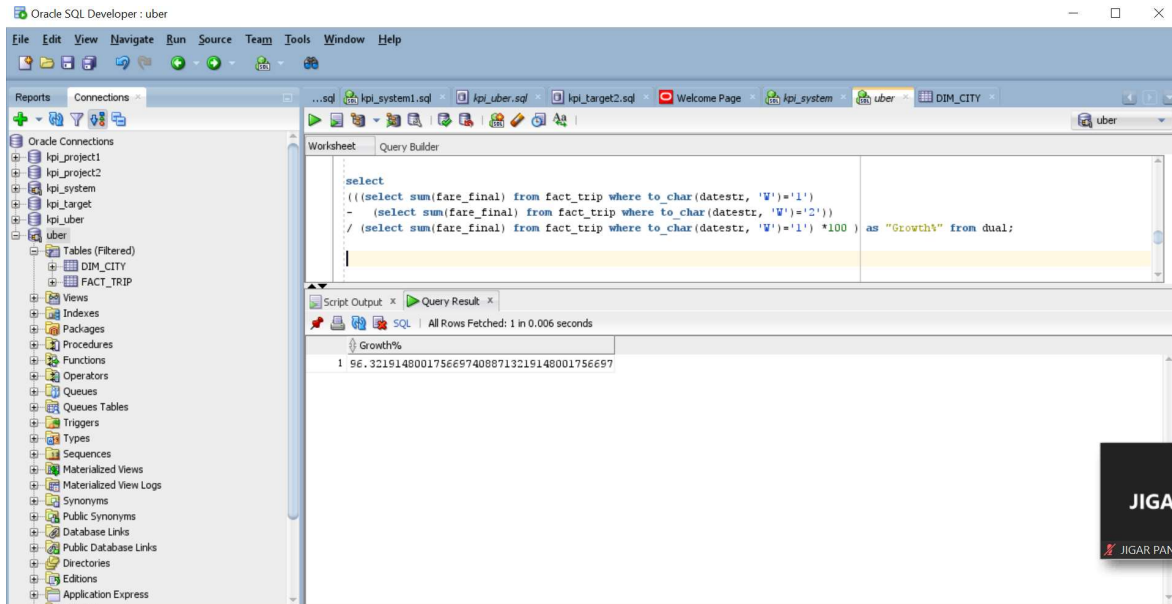 Oracle SQL Developer : uber
File Edit View Navigate Run Source Team Tools Window Help
Reports Connections
...sql kpi_system1.sql kpi_uber.sql kpi_target2.sql Welcome Page kpi_system uber DIM_CITY
uber
Worksheet Query Builder
select
(((select sum(fare_final) from fact_trip where to_char(datestr, 'W')='1')
- (select sum(fare_final) from fact_trip where to_char(datestr, 'W')='2'))
/ (select sum(fare_final) from fact_trip where to_char(datestr, 'W')='1') *100 ) as "Growth%" from dual;
Script Output Query Result
SQL | All Rows Fetched: 1 in 0.006 seconds
Growth%
1 96.3219148001756697408871321914800175669​7
Oracle Connections
kpi_project1
kpi_project2
kpi_system
kpi_target
kpi_uber
uber
Tables (Filtered)
DIM_CITY
FACT_TRIP
Views
Indexes
Packages
Procedures
Functions
Operators
Queues
Queues Tables
Triggers
Types
Sequences
Materialized Views
Materialized View Logs
Synonyms
Public Synonyms
Database Links
Public Database Links
Directories
Editions
Application Express
JIGA
JIGAR PAN